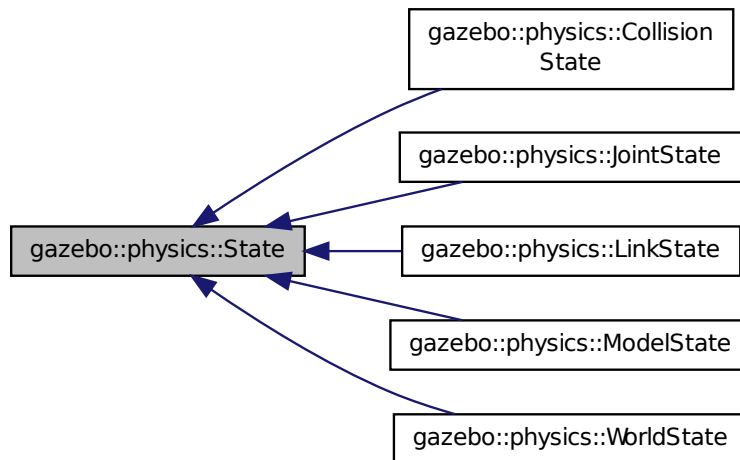 gazebo::physics::Collision
State
gazebo::physics::JointState
gazebo::physics::State
gazebo::physics::LinkState
gazebo::physics::ModelState
gazebo::physics::WorldState